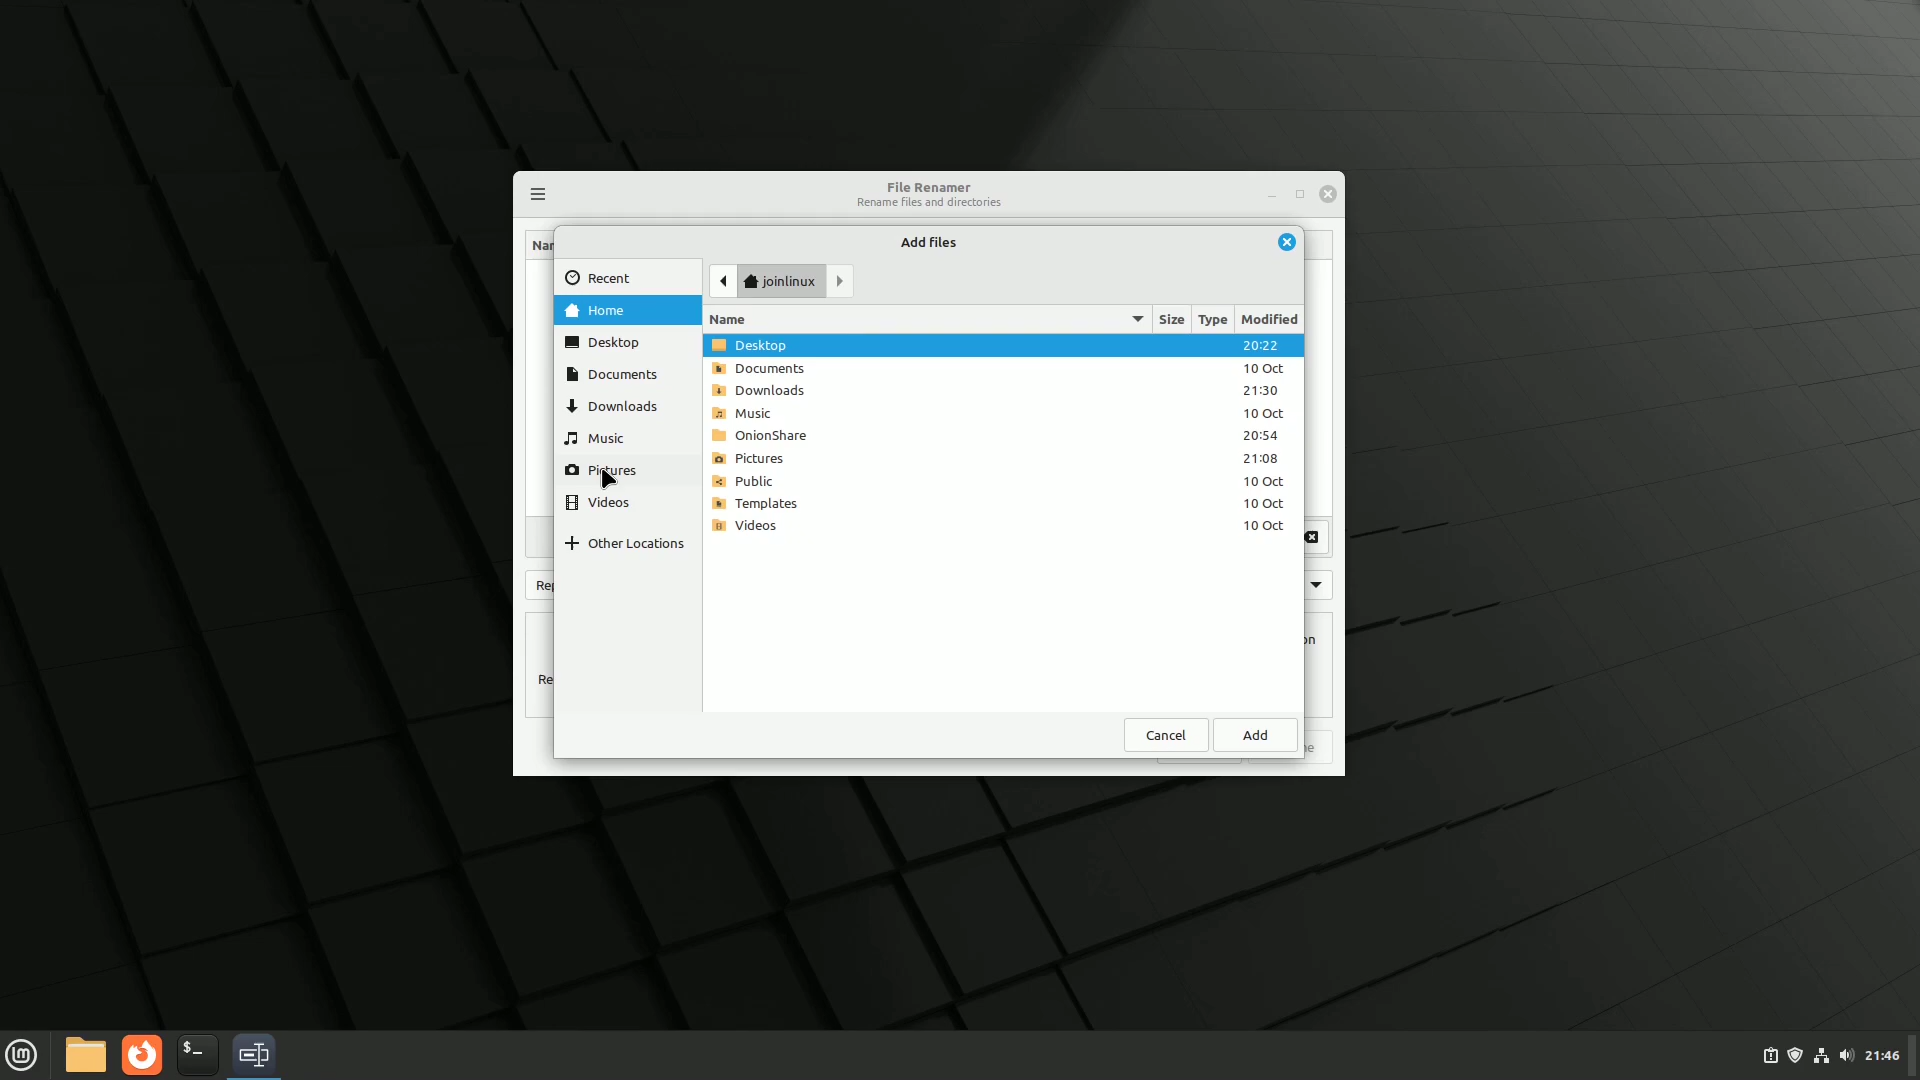 File Renamer
Rename files and directories
Add files
Recent
Home
Desktop
Documents
Downloads
Music
Pictures
Videos
Other Locations
joinlinux
Name Size Type Modified
Desktop 20:22
Documents 10 Oct
Downloads 21:30
Music 10 Oct
OnionShare 20:54
Pictures 21:08
Public 10 Oct
Templates 10 Oct
Videos 10 Oct
Cancel Add
$_
21:46